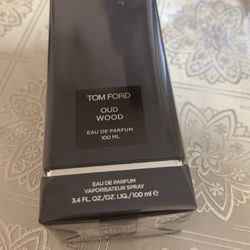 TOM FORD
OUD
WOOD
EAU DE PARFUM
100 ML
EAU DE PARFUM
VAPORISATEUR SPRAY
3.4 FL. OZ./OZ. LIQ./100 ml ℮